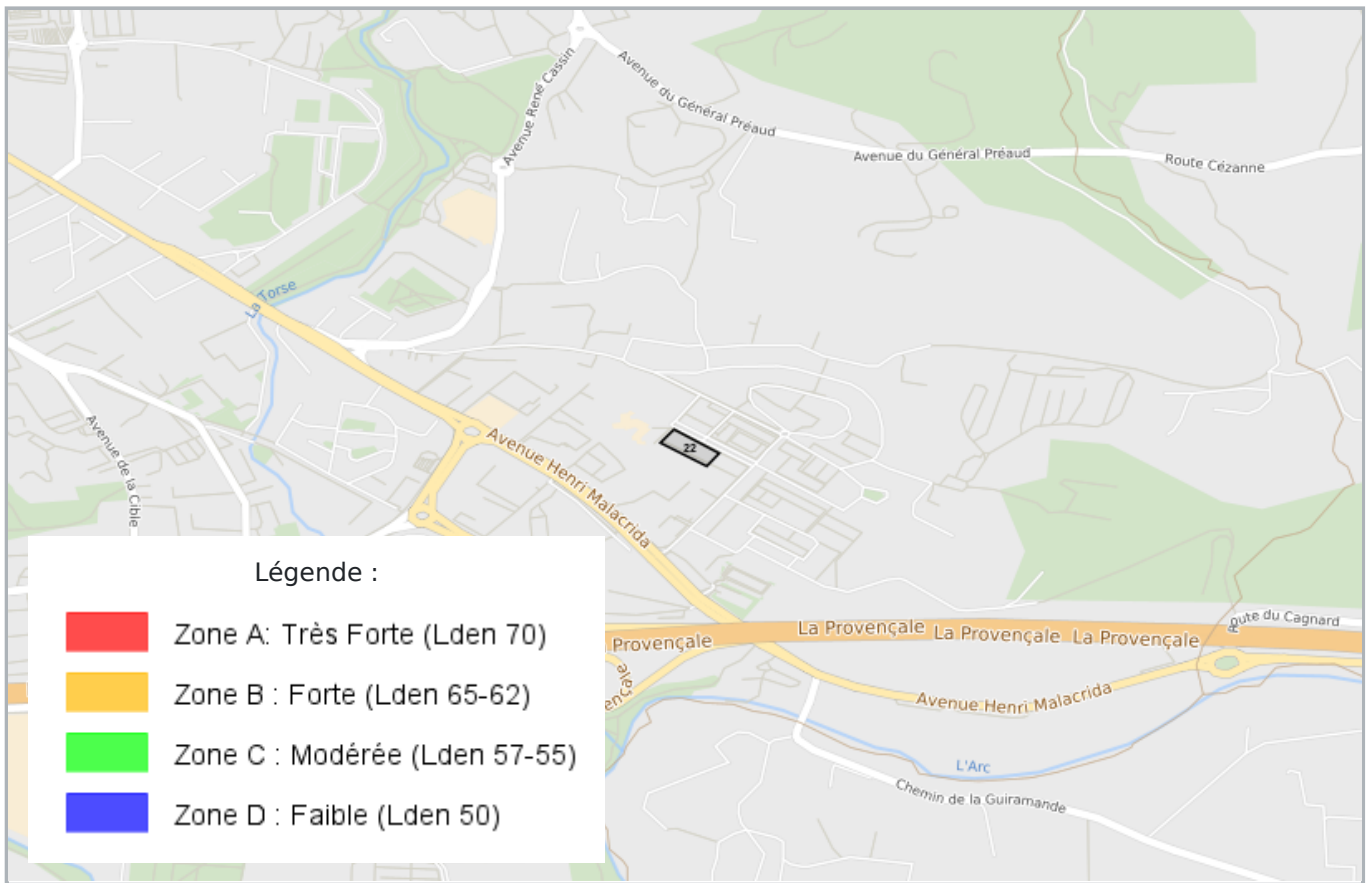 Avenue René Cassin
Avenue du Général Préaud
Avenue du Général Préaud
Route Cézanne
La Torse
Avenue de la Cible
Avenue Henri Malacrida
22
Légende :
Zone A: Très Forte (Lden 70)
Zone B : Forte (Lden 65-62)
Zone C : Modérée (Lden 57-55)
Zone D : Faible (Lden 50)
Provençale
La Provençale
La Provençale
La Provençale
Route du Cagnard
Avenue Henri Malacrida
L'Arc
Chemin de la Guiramande